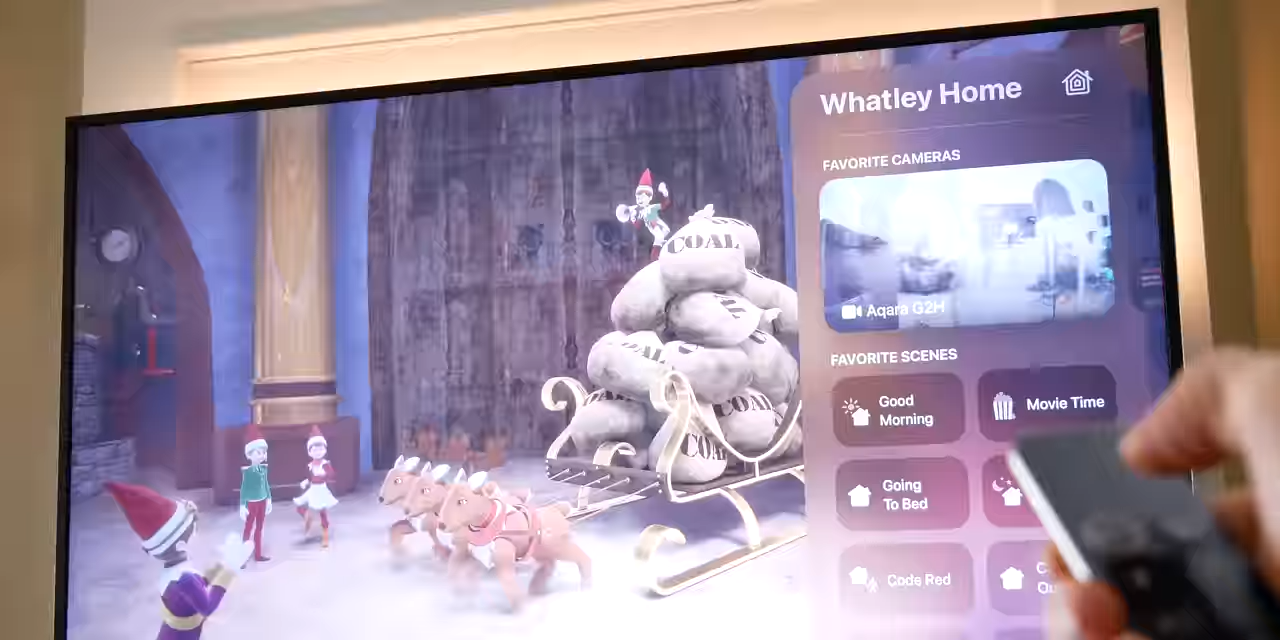 Whatley Home
FAVORITE CAMERAS
Aqara G2H
FAVORITE SCENES
Good
Morning
Movie Time
Going
To Bed
Code Red
COAL
COAL
COAL